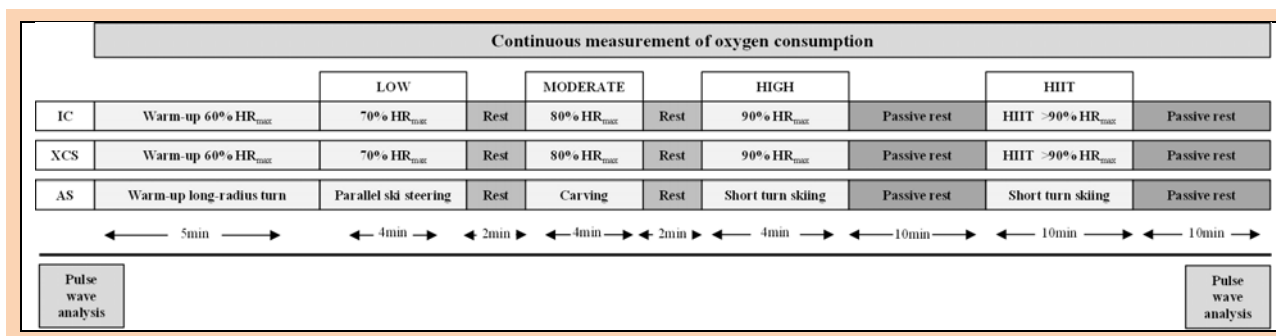 Continuous measurement of oxygen consumption
LOW MODERATE HIGH HIIT
IC Warm-up 60% HRmax 70% HRmax Rest 80% HRmax Rest 90% HRmax Passive rest HIIT >90% HRmax Passive rest
XCS Warm-up 60% HRmax 70% HRmax Rest 80% HRmax Rest 90% HRmax Passive rest HIIT >90% HRmax Passive rest
AS Warm-up long-radius turn Parallel ski steering Rest Carving Rest Short turn skiing Passive rest Short turn skiing Passive rest
5min 4min 2min 4min 2min 4min 10min 10min 10min
Pulse
wave
analysis
Pulse
wave
analysis